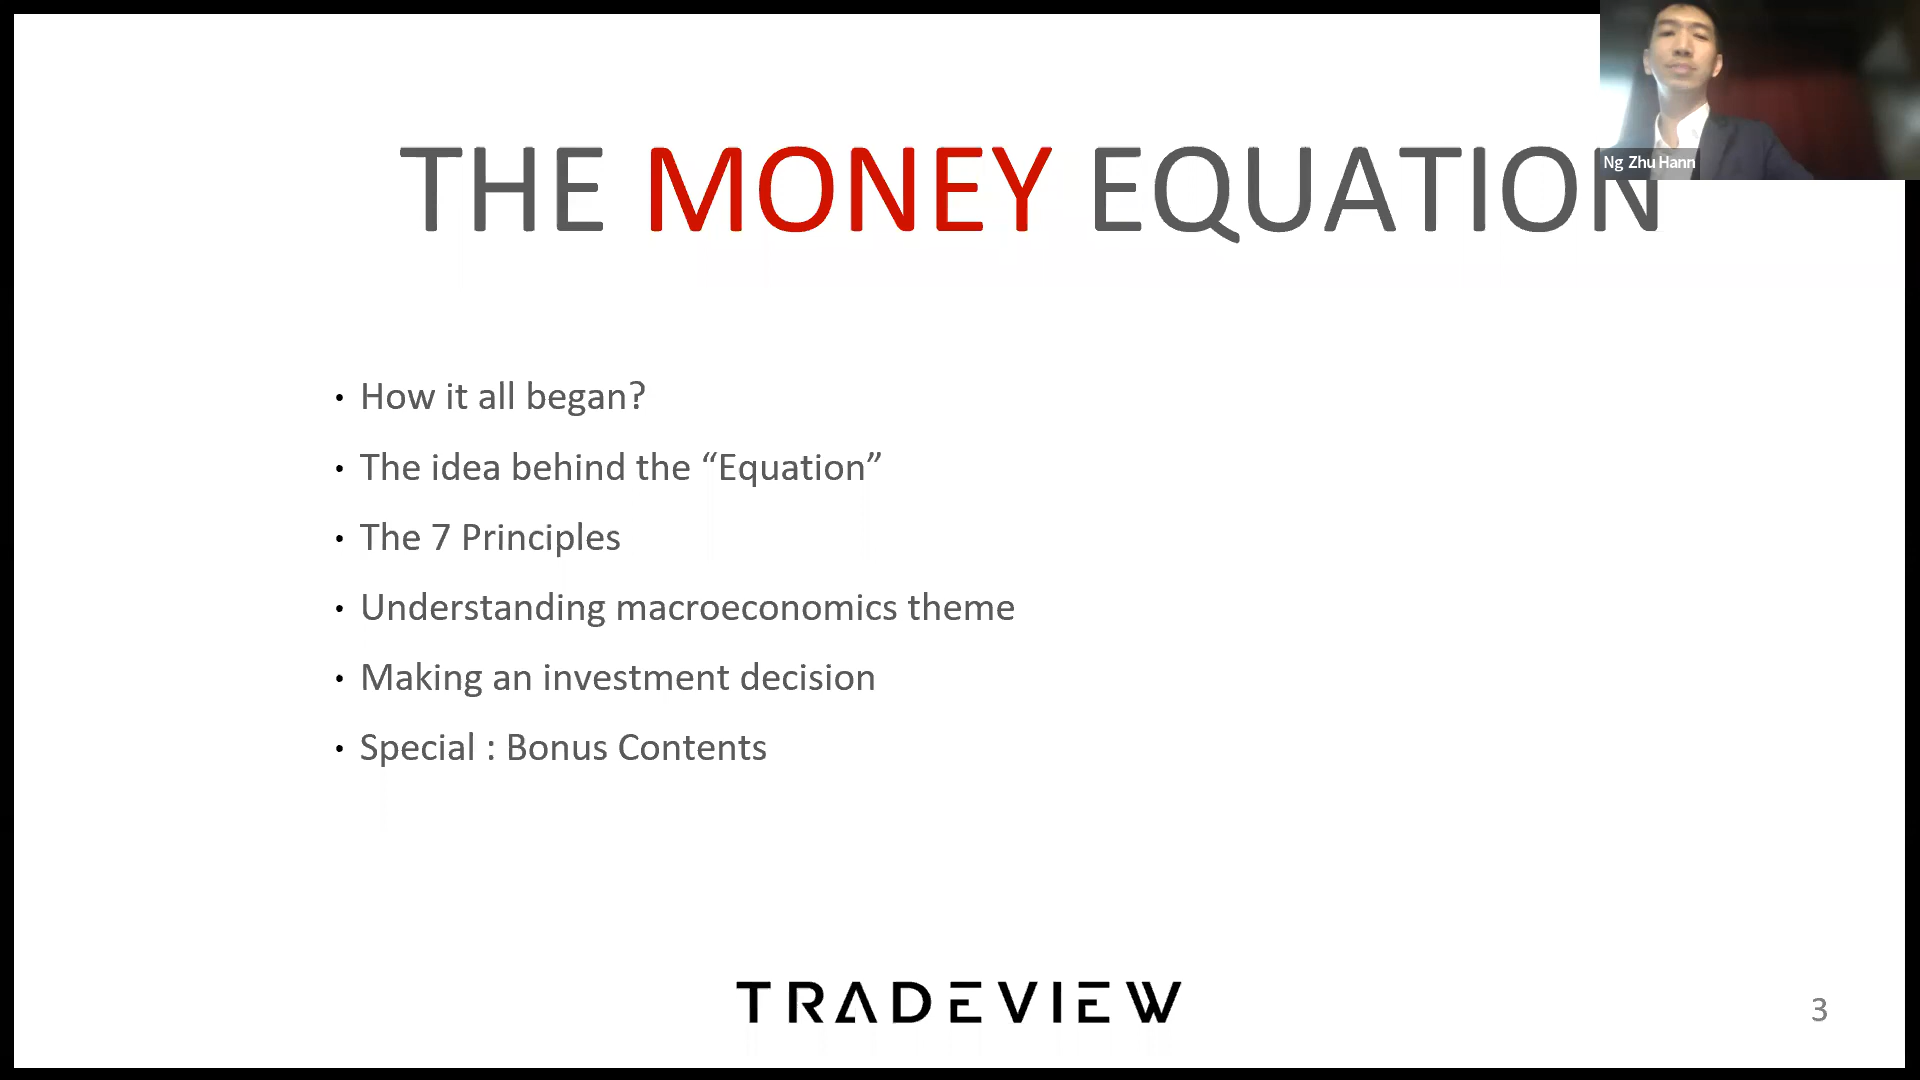 THE MONEY EQUATION
Ng Zhu Hann
• How it all began?
• The idea behind the “Equation”
• The 7 Principles
• Understanding macroeconomics theme
• Making an investment decision
• Special : Bonus Contents
TRADEVIEW
3